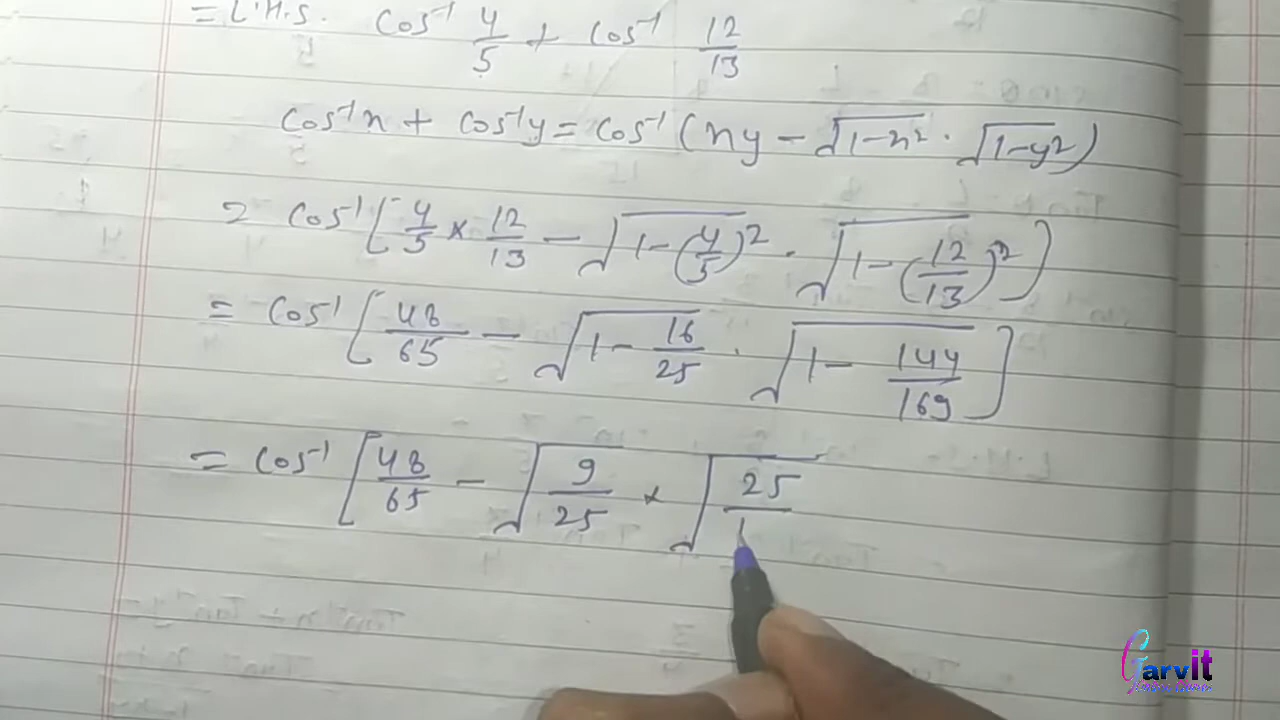 = L.H.S. Cos⁻¹ 4/5 + Cos⁻¹ 12/13
Cos⁻¹x + Cos⁻¹y = Cos⁻¹ (xy - √1-x² · √1-y²)
= Cos⁻¹ [4/5 × 12/13 - √1-(4/5)² · √1-(12/13)²]
= Cos⁻¹ [48/65 - √1-16/25 · √1-144/169]
= Cos⁻¹ [48/65 - √9/25 × √25/1
Garvit